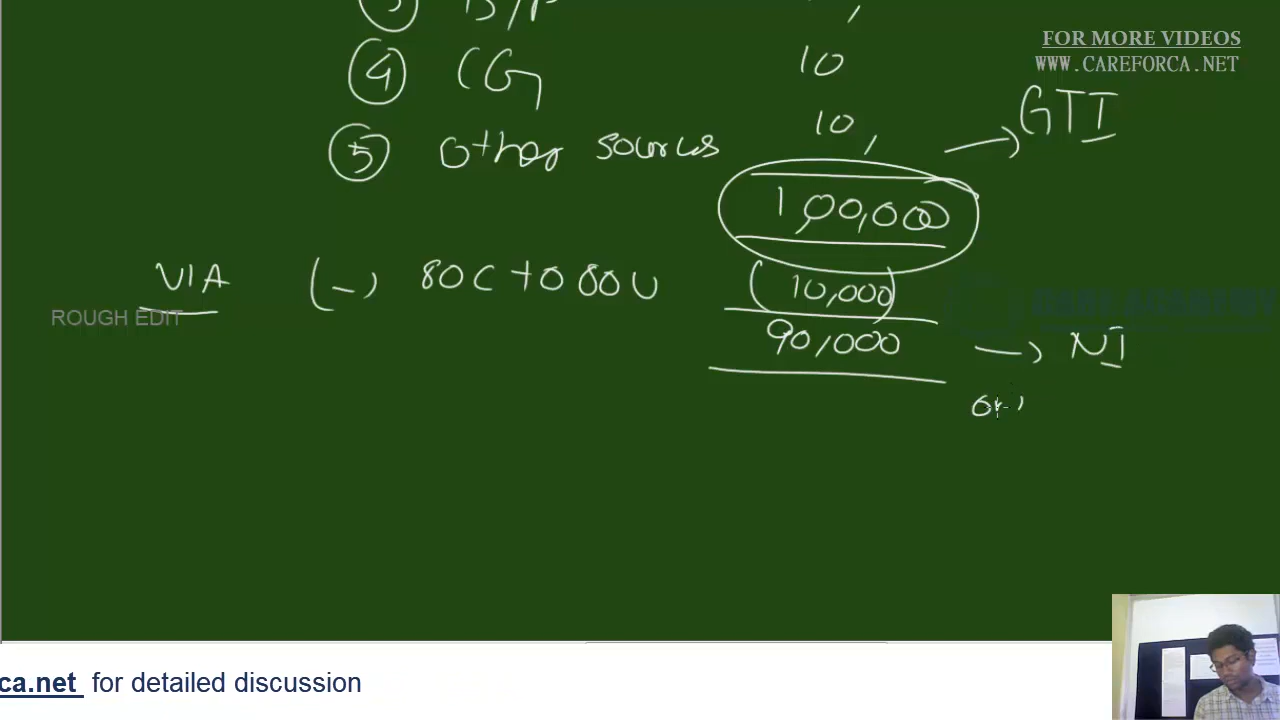 FOR MORE VIDEOS
WWW.CAREFORCA.NET
4 CG 10
5 Other sources 10,
→ GTI
1,00,000
VIA (-) 80C to 80U (10,000)
ROUGH EDIT
90,000 → NI
ca.net for detailed discussion